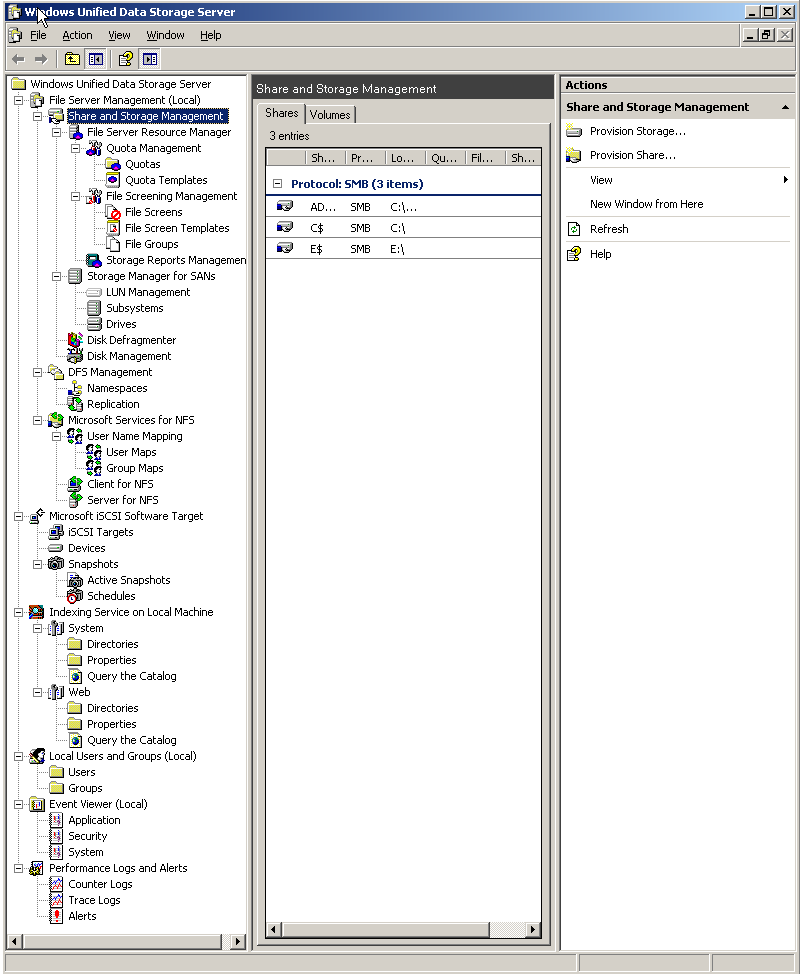 Windows Unified Data Storage Server
File Action View Window Help
Windows Unified Data Storage Server
File Server Management (Local)
Share and Storage Management
File Server Resource Manager
Quota Management
Quotas
Quota Templates
File Screening Management
File Screens
File Screen Templates
File Groups
Storage Reports Managemen
Storage Manager for SANs
LUN Management
Subsystems
Drives
Disk Defragmenter
Disk Management
DFS Management
Namespaces
Replication
Microsoft Services for NFS
User Name Mapping
User Maps
Group Maps
Client for NFS
Server for NFS
Microsoft iSCSI Software Target
iSCSI Targets
Devices
Snapshots
Active Snapshots
Schedules
Indexing Service on Local Machine
System
Directories
Properties
Query the Catalog
Web
Directories
Properties
Query the Catalog
Local Users and Groups (Local)
Users
Groups
Event Viewer (Local)
Application
Security
System
Performance Logs and Alerts
Counter Logs
Trace Logs
Alerts
Share and Storage Management
Shares Volumes
3 entries
Sh... Pr... Lo... Qu... Fil... Sh...
Protocol: SMB (3 items)
AD... SMB C:\...
C$ SMB C:\
E$ SMB E:\
Actions
Share and Storage Management
Provision Storage...
Provision Share...
View
New Window from Here
Refresh
Help